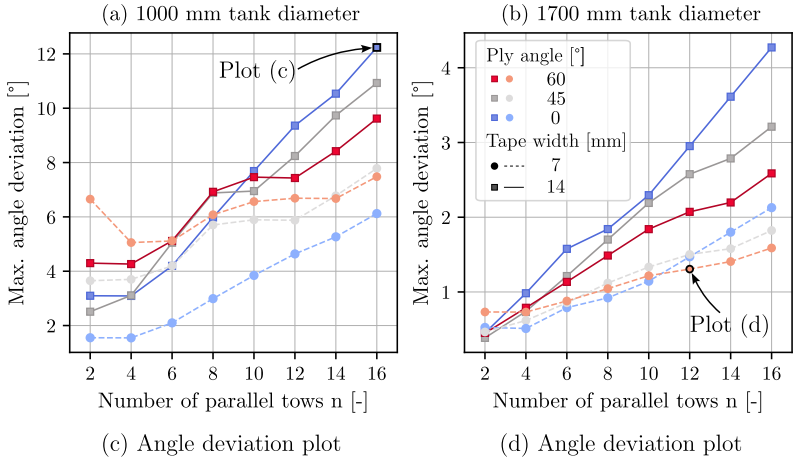 (a) 1000 mm tank diameter
(b) 1700 mm tank diameter
Max. angle deviation [°]
12
10
8
6
4
2
Plot (c)
2 4 6 8 10 12 14 16
Number of parallel tows n [-]
Max. angle deviation [°]
4
3
2
1
Ply angle [°]
60
45
0
Tape width [mm]
7
14
Plot (d)
2 4 6 8 10 12 14 16
Number of parallel tows n [-]
(c) Angle deviation plot
(d) Angle deviation plot